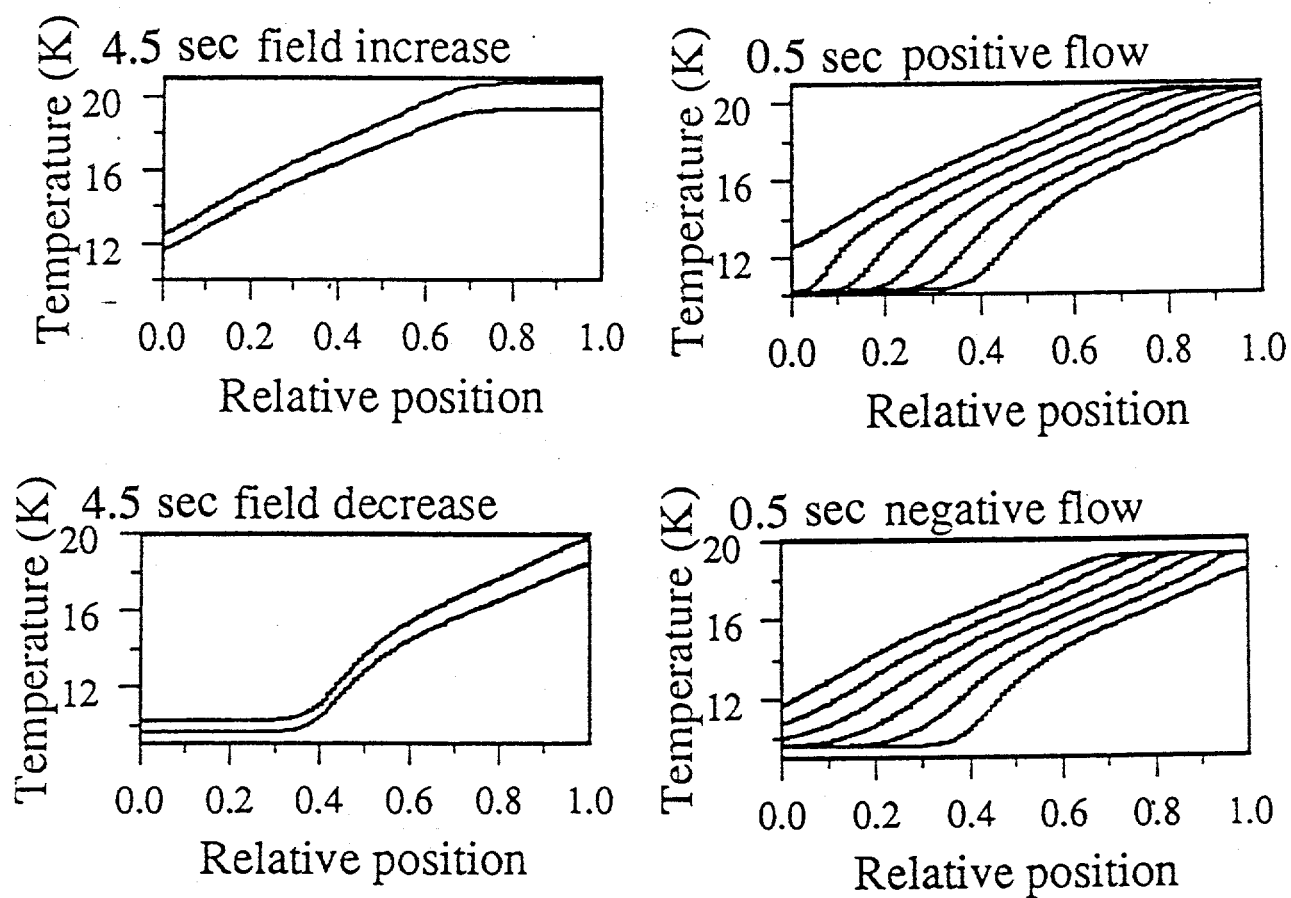 4.5 sec field increase
Temperature (K)
20
16
12
0.0 0.2 0.4 0.6 0.8 1.0
Relative position
0.5 sec positive flow
Temperature (K)
20
16
12
0.0 0.2 0.4 0.6 0.8 1.0
Relative position
4.5 sec field decrease
Temperature (K)
20
16
12
0.0 0.2 0.4 0.6 0.8 1.0
Relative position
0.5 sec negative flow
Temperature (K)
20
16
12
0.0 0.2 0.4 0.6 0.8 1.0
Relative position